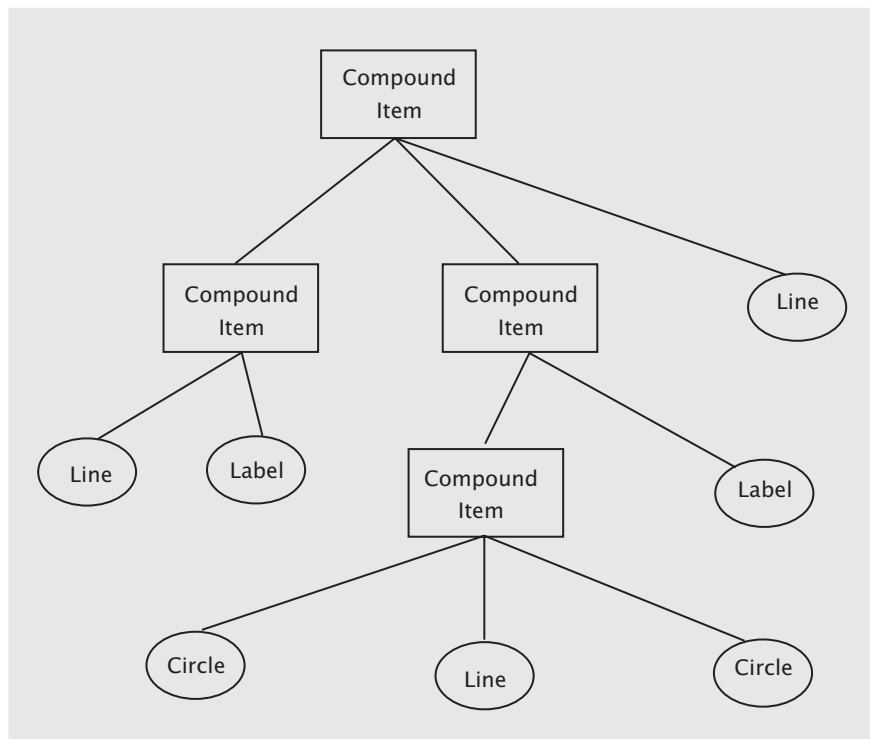 Compound
Item
Compound
Item
Compound
Item
Line
Line
Label
Compound
Item
Label
Circle
Line
Circle